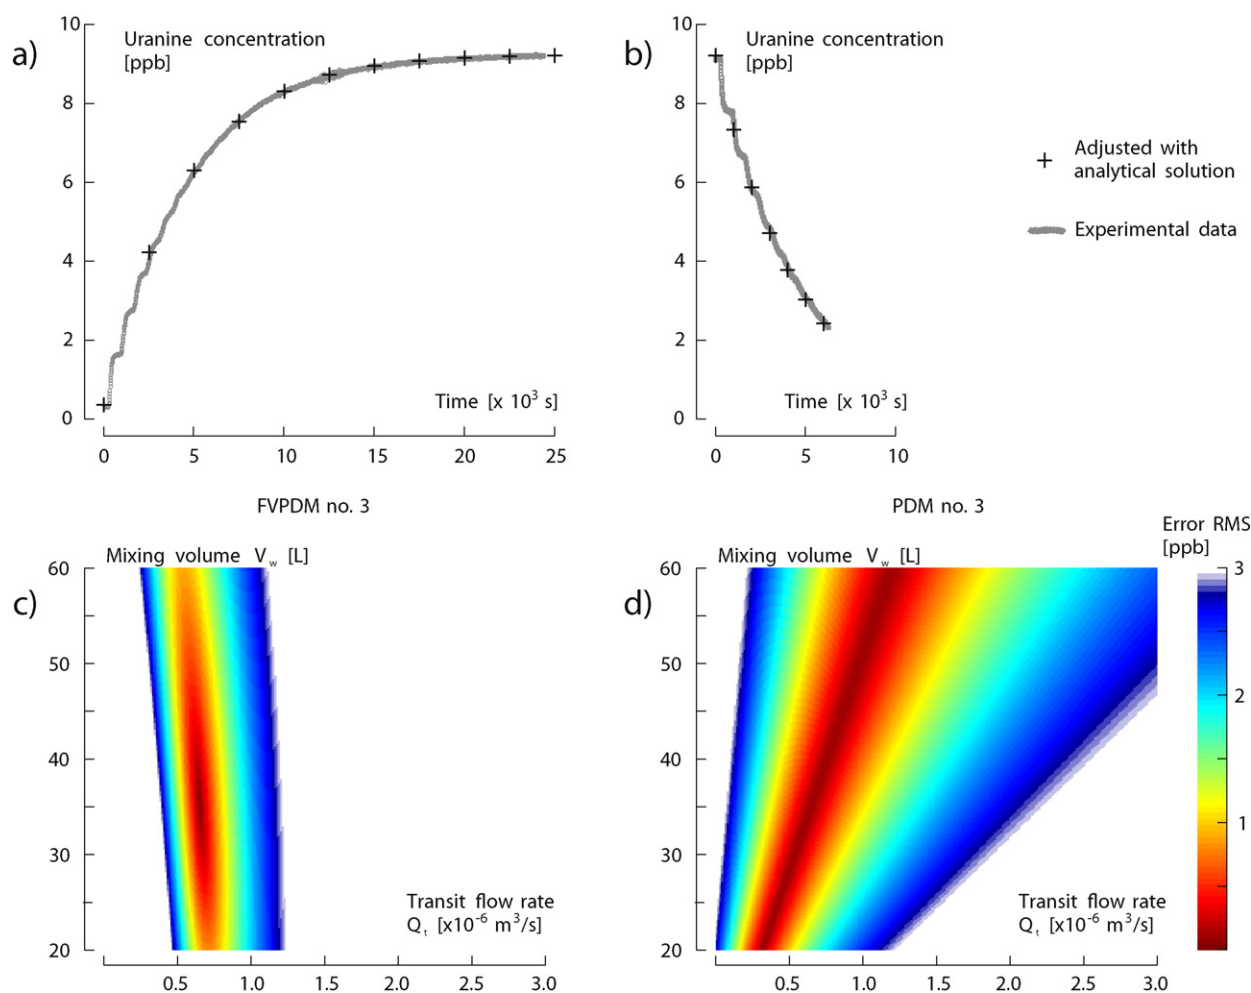 a)
Uranine concentration
[ppb]
10
8
6
4
2
0
Time [x 10³ s]
0 5 10 15 20 25
FVPDM no. 3
b)
Uranine concentration
[ppb]
10
8
6
4
2
0
Time [x 10³ s]
0 5 10
PDM no. 3
Adjusted with
analytical solution
Experimental data
c)
Mixing volume V_w [L]
60
50
40
30
20
Transit flow rate
Q_t [x10⁻⁶ m³/s]
0.5 1.0 1.5 2.0 2.5 3.0
d)
Mixing volume V_w [L]
60
50
40
30
20
Transit flow rate
Q_t [x10⁻⁶ m³/s]
0.5 1.0 1.5 2.0 2.5 3.0
Error RMS
[ppb]
3
2
1